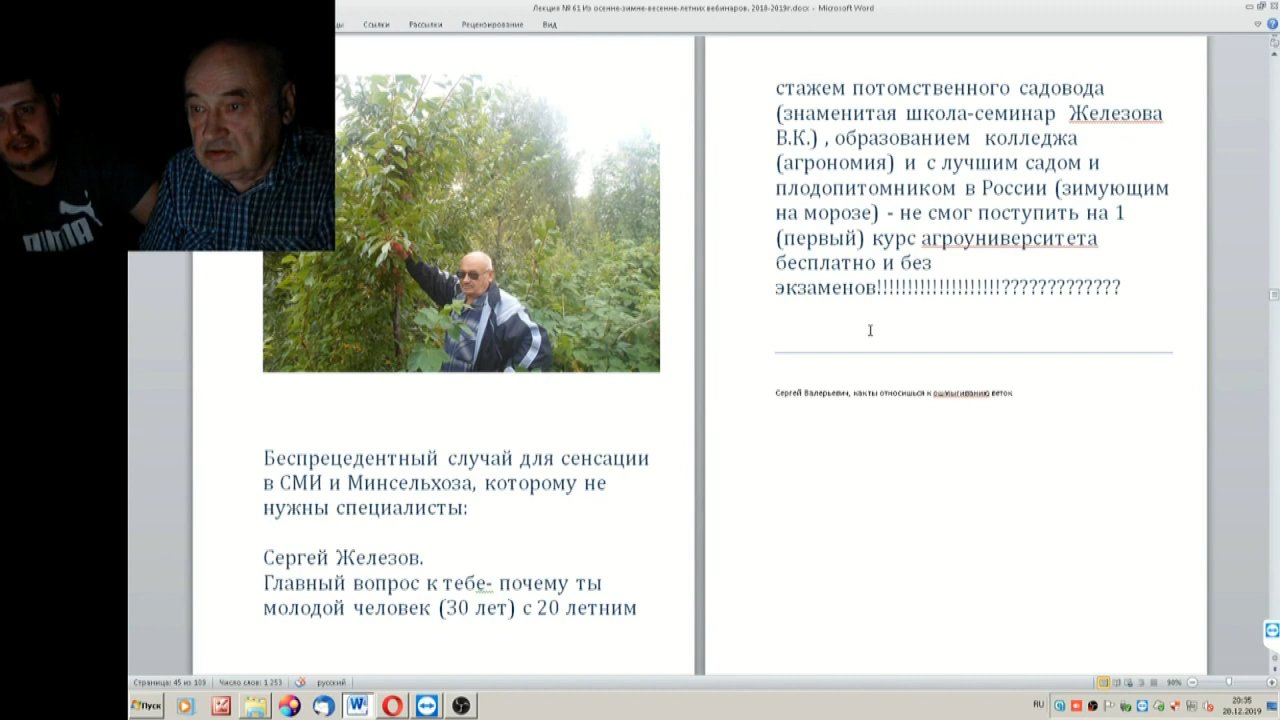 Лекция № 61 Из осенне-зимне-весенне-летних вебинаров. 2018-2019г.docx - Microsoft Word
Ссылки Рассылки Рецензирование Вид
PUMA
Беспрецедентный случай для сенсации
в СМИ и Минсельхоза, которому не
нужны специалисты:
Сергей Железов.
Главный вопрос к тебе- почему ты
молодой человек (30 лет) с 20 летним
стажем потомственного садовода
(знаменитая школа-семинар Железова
В.К.) , образованием колледжа
(агрономия) и с лучшим садом и
плодопитомником в России (зимующим
на морозе) - не смог поступить на 1
(первый) курс агроуниверситета
бесплатно и без
экзаменов!!!!!!!!!!!!!!!!!!!!?????????????
Сергей Валерьевич, как ты относишься к ошмыгиванию веток
Страница: 45 из 103 Число слов: 1 253 русский
90%
Пуск
RU
20:35
20.12.2019